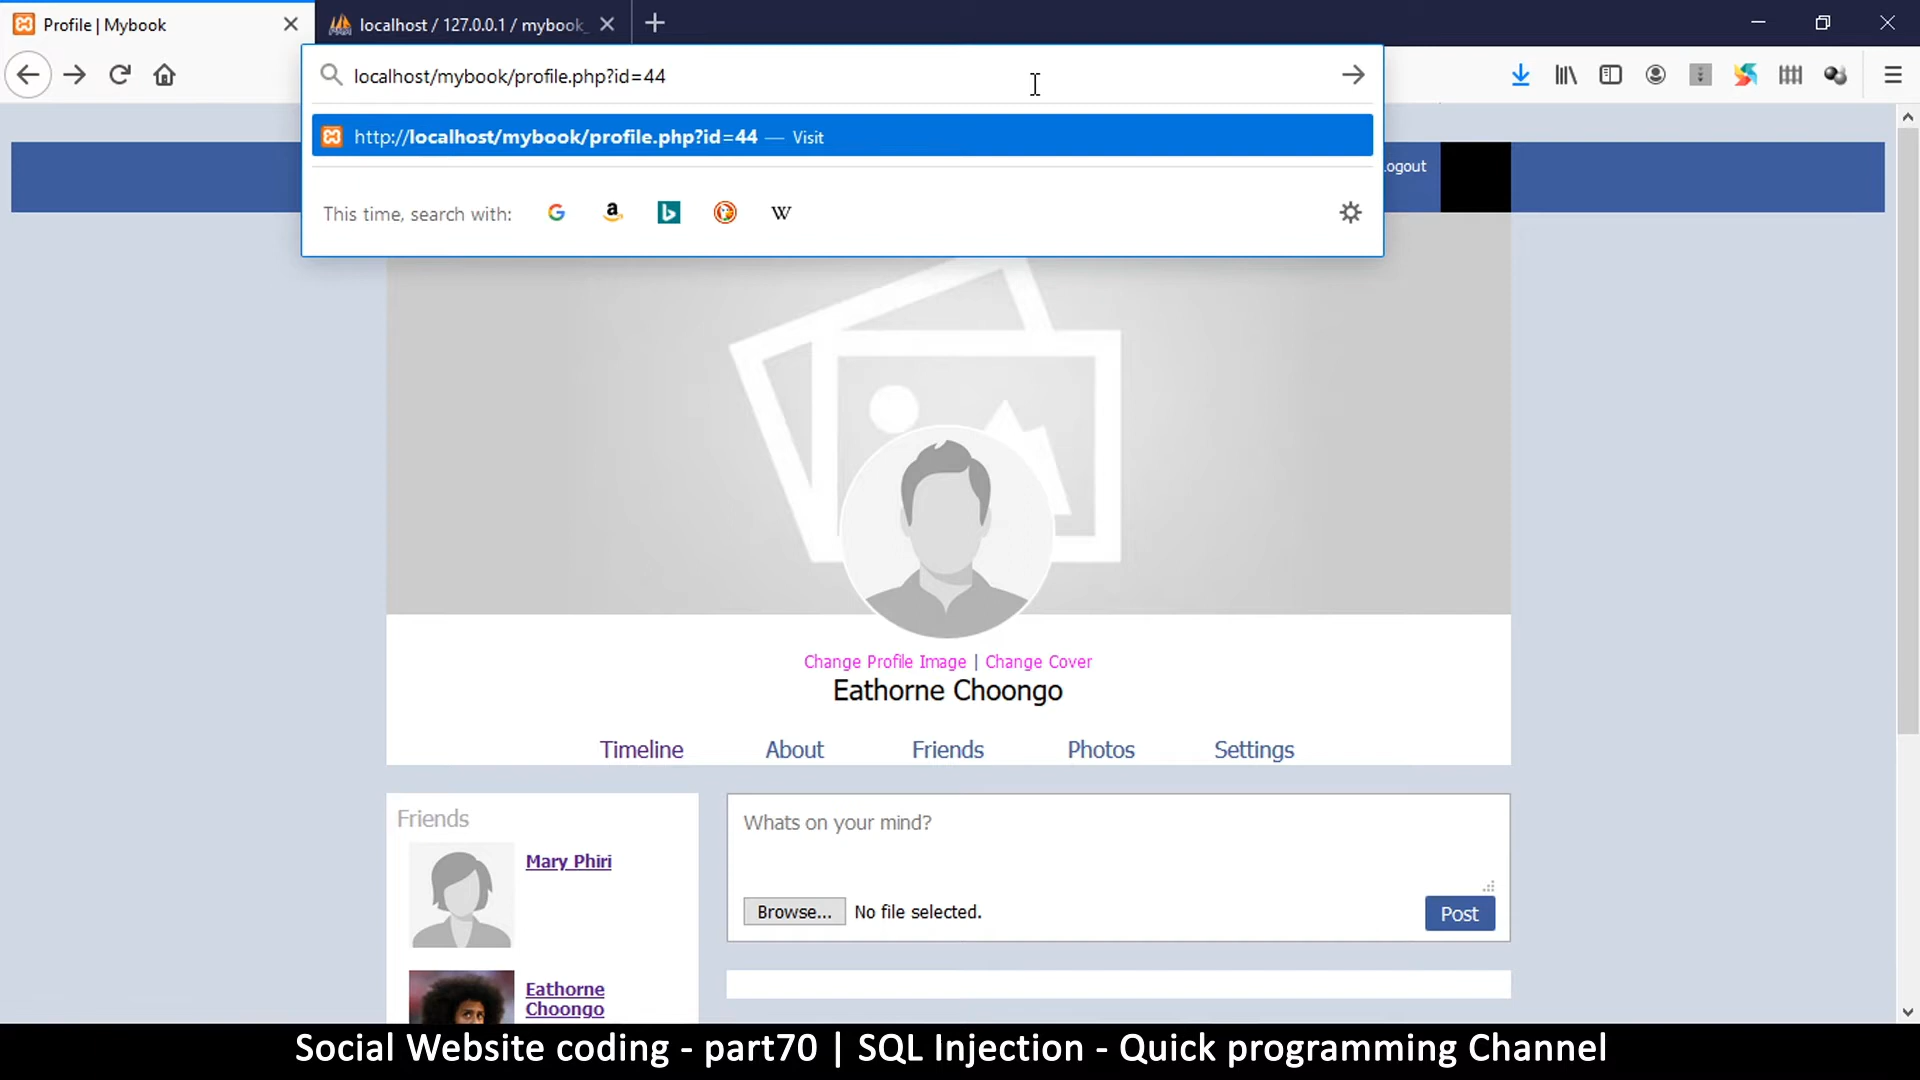 Profile | Mybook
localhost / 127.0.0.1 / mybook_
localhost/mybook/profile.php?id=44
http://localhost/mybook/profile.php?id=44 — Visit
This time, search with:
ogout
Change Profile Image | Change Cover
Eathorne Choongo
Timeline About Friends Photos Settings
Friends
Mary Phiri
Eathorne
Choongo
Whats on your mind?
Browse... No file selected.
Post
Social Website coding - part70 | SQL Injection - Quick programming Channel